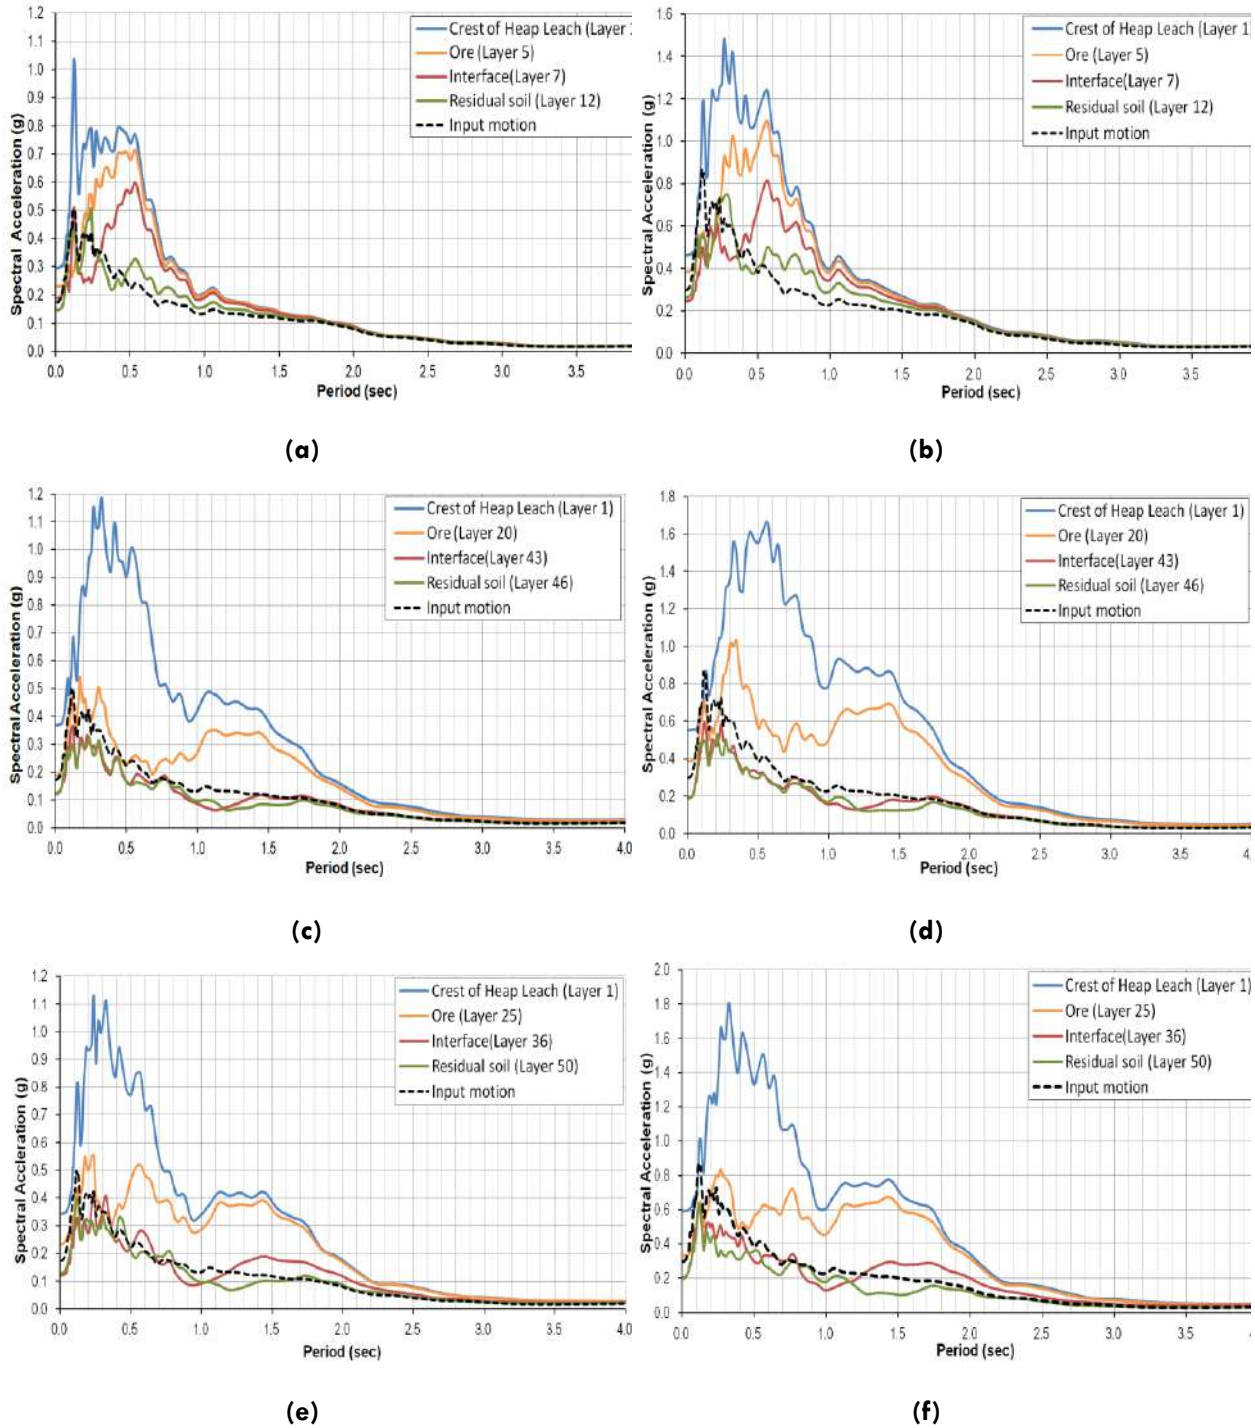 1.2
1.1
1.0
0.9
0.8
0.7
0.6
0.5
0.4
0.3
0.2
0.1
0.0
Spectral Acceleration (g)
Crest of Heap Leach (Layer
Ore (Layer 5)
Interface(Layer 7)
Residual soil (Layer 12)
Input motion
0.0 0.5 1.0 1.5 2.0 2.5 3.0 3.5
Period (sec)
(a)
1.6
1.4
1.2
1.0
0.8
0.6
0.4
0.2
0.0
Spectral Acceleration (g)
Crest of Heap Leach (Layer 1)
Ore (Layer 5)
Interface(Layer 7)
Residual soil (Layer 12)
Input motion
0.0 0.5 1.0 1.5 2.0 2.5 3.0 3.5
Period (sec)
(b)
1.2
1.1
1.0
0.9
0.8
0.7
0.6
0.5
0.4
0.3
0.2
0.1
0.0
Spectral Acceleration (g)
Crest of Heap Leach (Layer 1)
Ore (Layer 20)
Interface(Layer 43)
Residual soil (Layer 46)
Input motion
0.0 0.5 1.0 1.5 2.0 2.5 3.0 3.5 4.0
Period (sec)
(c)
1.8
1.6
1.4
1.2
1.0
0.8
0.6
0.4
0.2
0.0
Spectral Acceleration (g)
Crest of Heap Leach (Layer 1)
Ore (Layer 20)
Interface(Layer 43)
Residual soil (Layer 46)
Input motion
0.0 0.5 1.0 1.5 2.0 2.5 3.0 3.5 4.
Period (sec)
(d)
1.2
1.1
1.0
0.9
0.8
0.7
0.6
0.5
0.4
0.3
0.2
0.1
0.0
Spectral Accleration (g)
Crest of Heap Leach (Layer 1)
Ore (Layer 25)
Interface(Layer 36)
Residual soil (Layer 50)
Input motion
0.0 0.5 1.0 1.5 2.0 2.5 3.0 3.5 4.0
Period (sec)
(e)
2.0
1.8
1.6
1.4
1.2
1.0
0.8
0.6
0.4
0.2
0.0
Spectral Acceleration (g)
Crest of Heap Leach (Layer 1)
Ore (Layer 25)
Interface(Layer 36)
Residual soil (Layer 50)
Input motion
0.0 0.5 1.0 1.5 2.0 2.5 3.0 3.5 4
Period (sec)
(f)